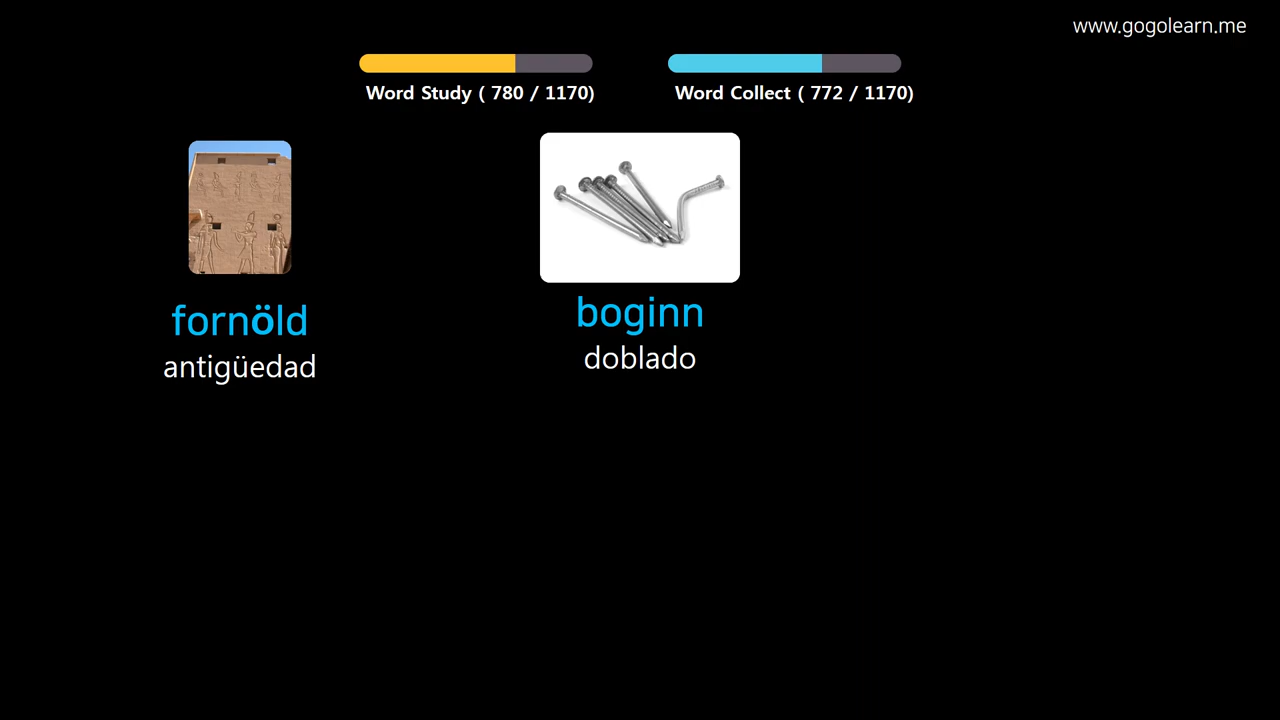 www.gogolearn.me
Word Study ( 780 / 1170)
Word Collect ( 772 / 1170)
fornöld
antigüedad
boginn
doblado